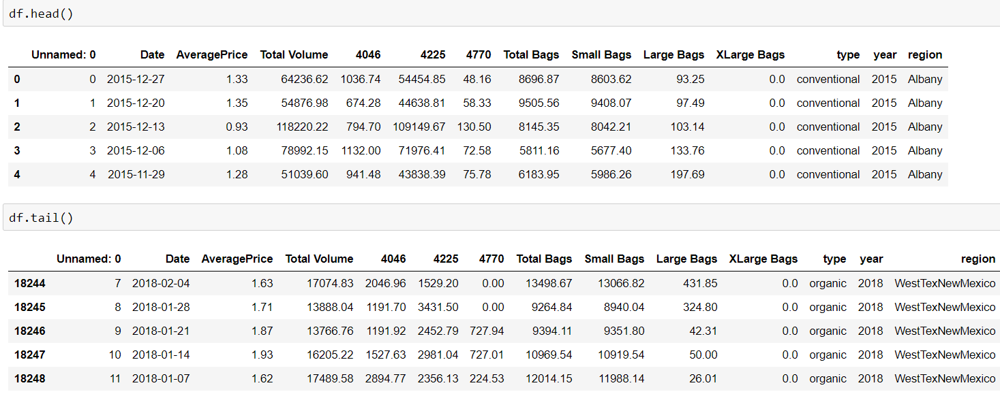 df.head()
Unnamed: 0 Date AveragePrice Total Volume 4046 4225 4770 Total Bags Small Bags Large Bags XLarge Bags type year region
0 0 2015-12-27 1.33 64236.62 1036.74 54454.85 48.16 8696.87 8603.62 93.25 0.0 conventional 2015 Albany
1 1 2015-12-20 1.35 54876.98 674.28 44638.81 58.33 9505.56 9408.07 97.49 0.0 conventional 2015 Albany
2 2 2015-12-13 0.93 118220.22 794.70 109149.67 130.50 8145.35 8042.21 103.14 0.0 conventional 2015 Albany
3 3 2015-12-06 1.08 78992.15 1132.00 71976.41 72.58 5811.16 5677.40 133.76 0.0 conventional 2015 Albany
4 4 2015-11-29 1.28 51039.60 941.48 43838.39 75.78 6183.95 5986.26 197.69 0.0 conventional 2015 Albany
df.tail()
Unnamed: 0 Date AveragePrice Total Volume 4046 4225 4770 Total Bags Small Bags Large Bags XLarge Bags type year region
18244 7 2018-02-04 1.63 17074.83 2046.96 1529.20 0.00 13498.67 13066.82 431.85 0.0 organic 2018 WestTexNewMexico
18245 8 2018-01-28 1.71 13888.04 1191.70 3431.50 0.00 9264.84 8940.04 324.80 0.0 organic 2018 WestTexNewMexico
18246 9 2018-01-21 1.87 13766.76 1191.92 2452.79 727.94 9394.11 9351.80 42.31 0.0 organic 2018 WestTexNewMexico
18247 10 2018-01-14 1.93 16205.22 1527.63 2981.04 727.01 10969.54 10919.54 50.00 0.0 organic 2018 WestTexNewMexico
18248 11 2018-01-07 1.62 17489.58 2894.77 2356.13 224.53 12014.15 11988.14 26.01 0.0 organic 2018 WestTexNewMexico